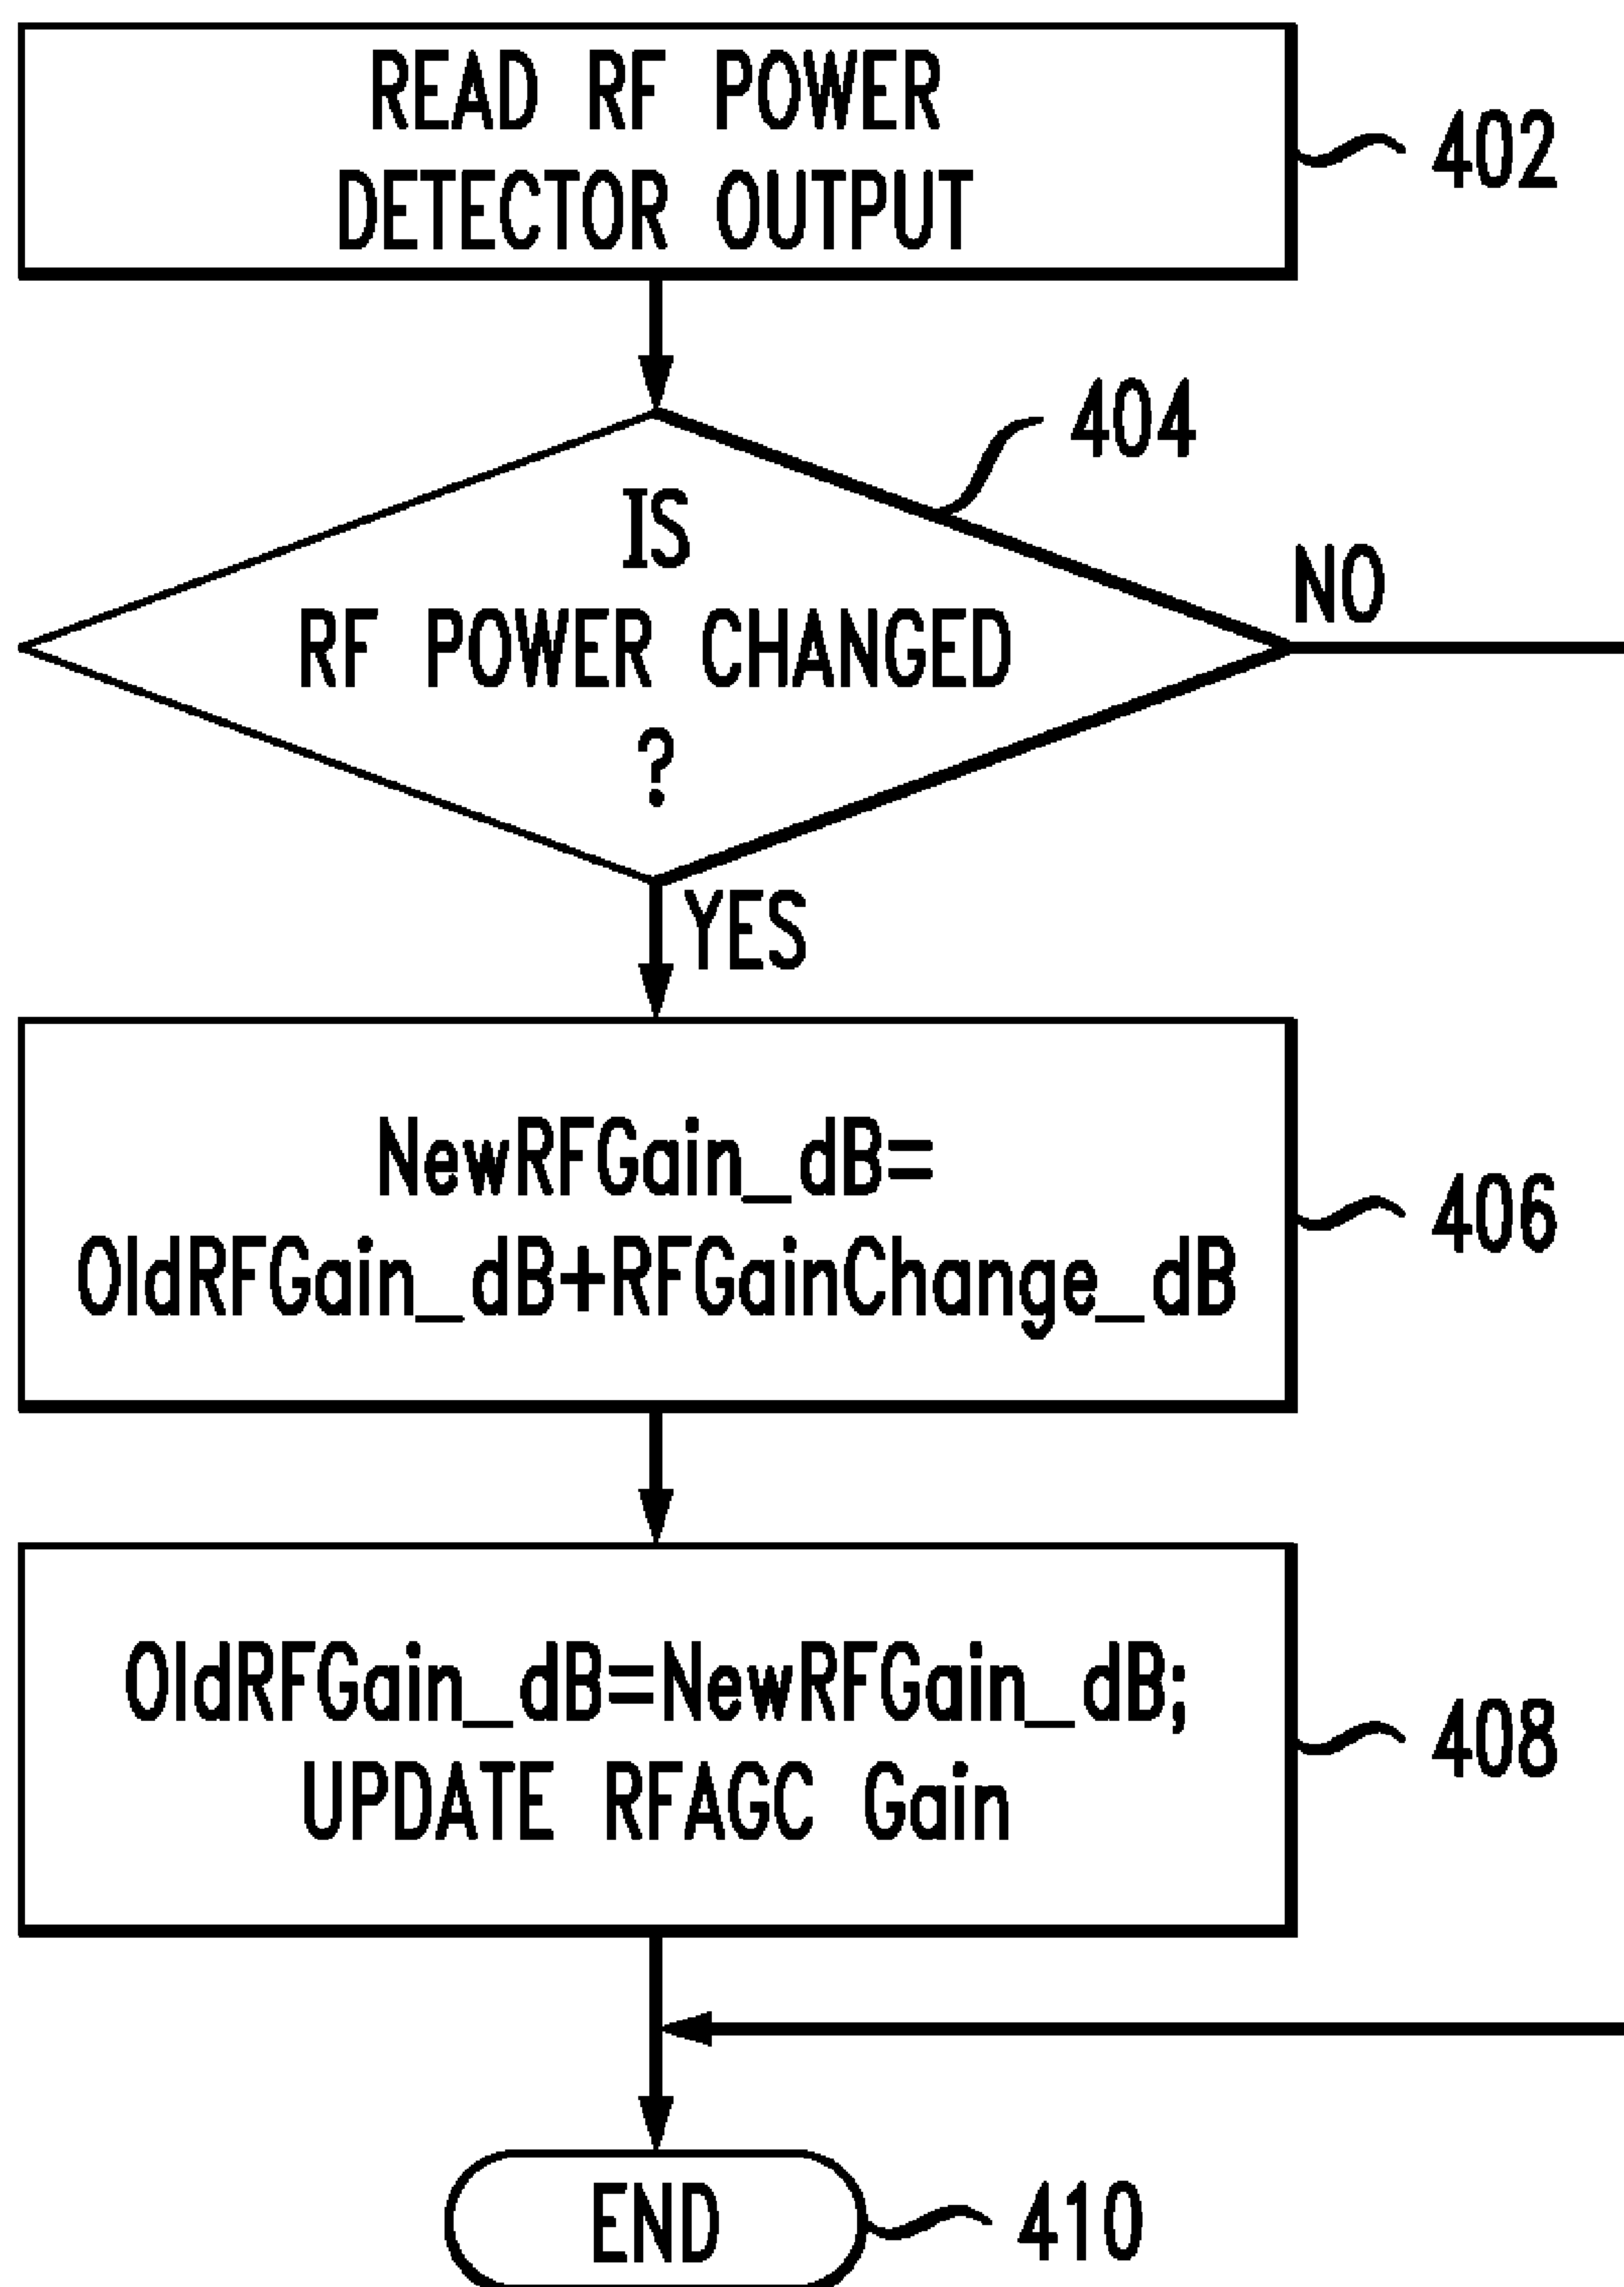 READ RF POWER
DETECTOR OUTPUT
402
404
IS
RF POWER CHANGED
?
NO
YES
NewRFGain_dB=
OldRFGain_dB+RFGainChange_dB
406
OldRFGain_dB=NewRFGain_dB;
UPDATE RFAGC Gain
408
END
410